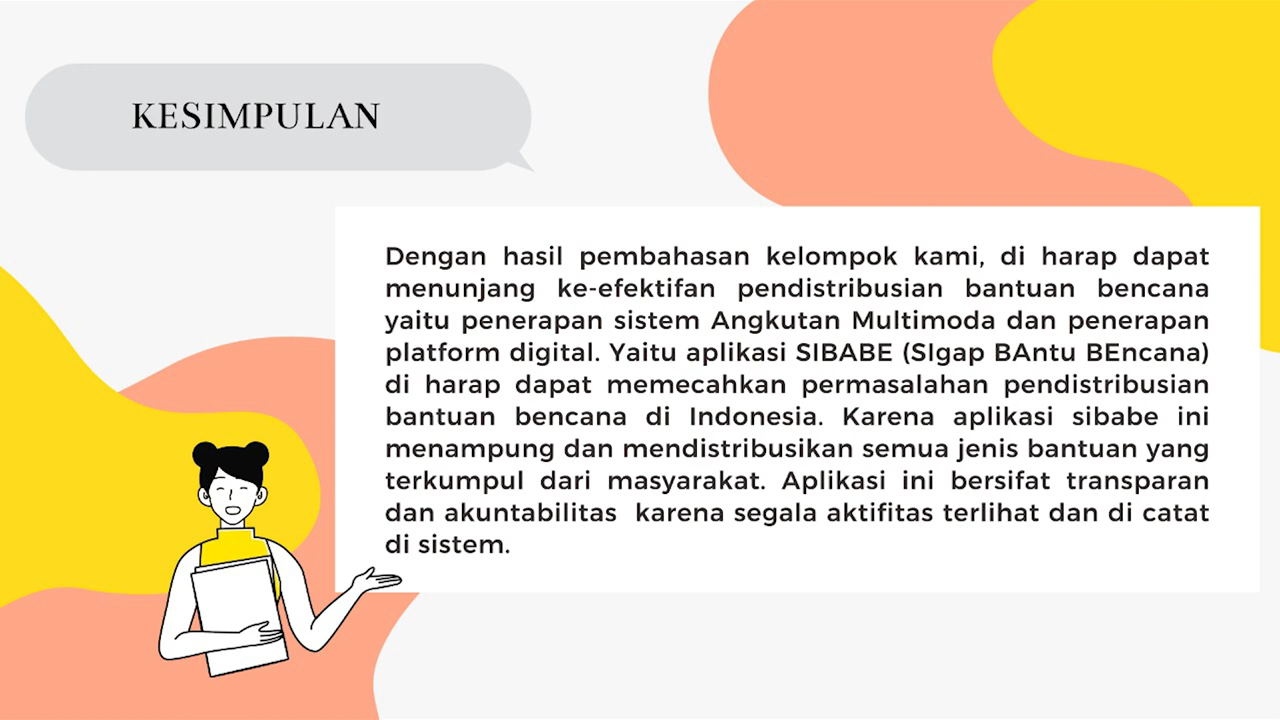 KESIMPULAN
Dengan hasil pembahasan kelompok kami, di harap dapat
menunjang ke-efektifan pendistribusian bantuan bencana
yaitu penerapan sistem Angkutan Multimoda dan penerapan
platform digital. Yaitu aplikasi SIBABE (SIgap BAntu BEncana)
di harap dapat memecahkan permasalahan pendistribusian
bantuan bencana di Indonesia. Karena aplikasi sibabe ini
menampung dan mendistribusikan semua jenis bantuan yang
terkumpul dari masyarakat. Aplikasi ini bersifat transparan
dan akuntabilitas karena segala aktifitas terlihat dan di catat
di sistem.